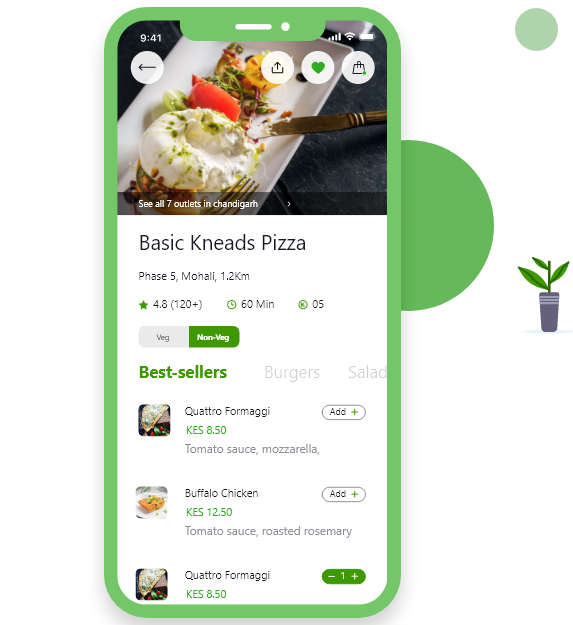 9:41
See all 7 outlets in chandigarh
Basic Kneads Pizza
Phase 5, Mohali, 1.2Km
4.8 (120+) 60 Min 05
Veg Non-Veg
Best-sellers Burgers Salad
Quattro Formaggi Add +
KES 8.50
Tomato sauce, mozzarella,
Buffalo Chicken Add +
KES 12.50
Tomato sauce, roasted rosemary
Quattro Formaggi − 1 +
KES 8.50